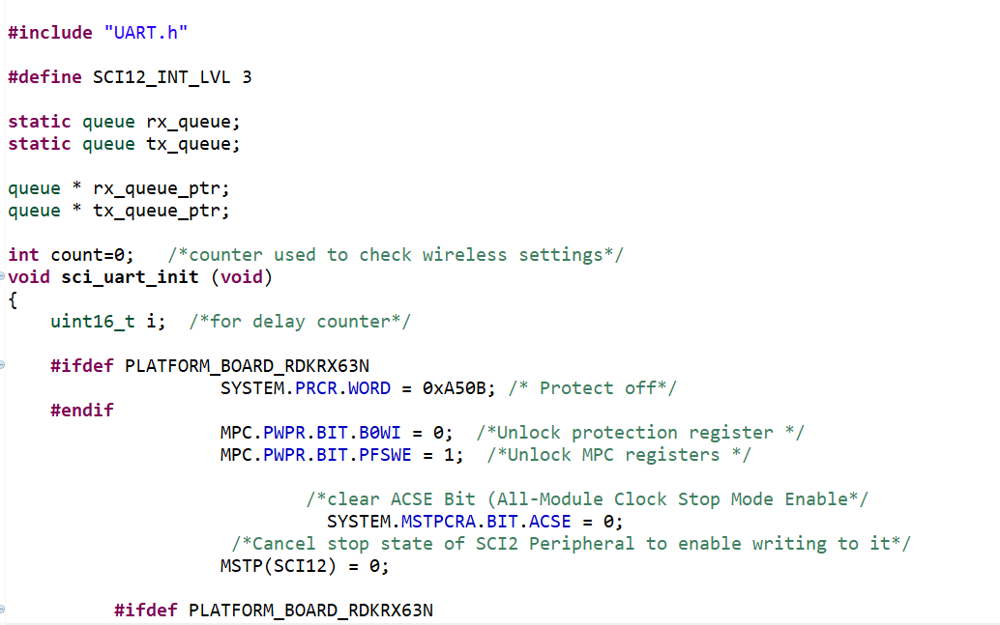 #include "UART.h"
#define SCI12_INT_LVL 3
static queue rx_queue;
static queue tx_queue;
queue * rx_queue_ptr;
queue * tx_queue_ptr;
int count=0;   /*counter used to check wireless settings*/
void sci_uart_init (void)
{
    uint16_t i;  /*for delay counter*/
    #ifdef PLATFORM_BOARD_RDKRX63N
                    SYSTEM.PRCR.WORD = 0xA50B; /* Protect off*/
    #endif
                    MPC.PWPR.BIT.B0WI = 0;  /*Unlock protection register */
                    MPC.PWPR.BIT.PFSWE = 1;  /*Unlock MPC registers */
                            /*clear ACSE Bit (All-Module Clock Stop Mode Enable*/
                              SYSTEM.MSTPCRA.BIT.ACSE = 0;
                     /*Cancel stop state of SCI2 Peripheral to enable writing to it*/
                    MSTP(SCI12) = 0;
          #ifdef PLATFORM_BOARD_RDKRX63N